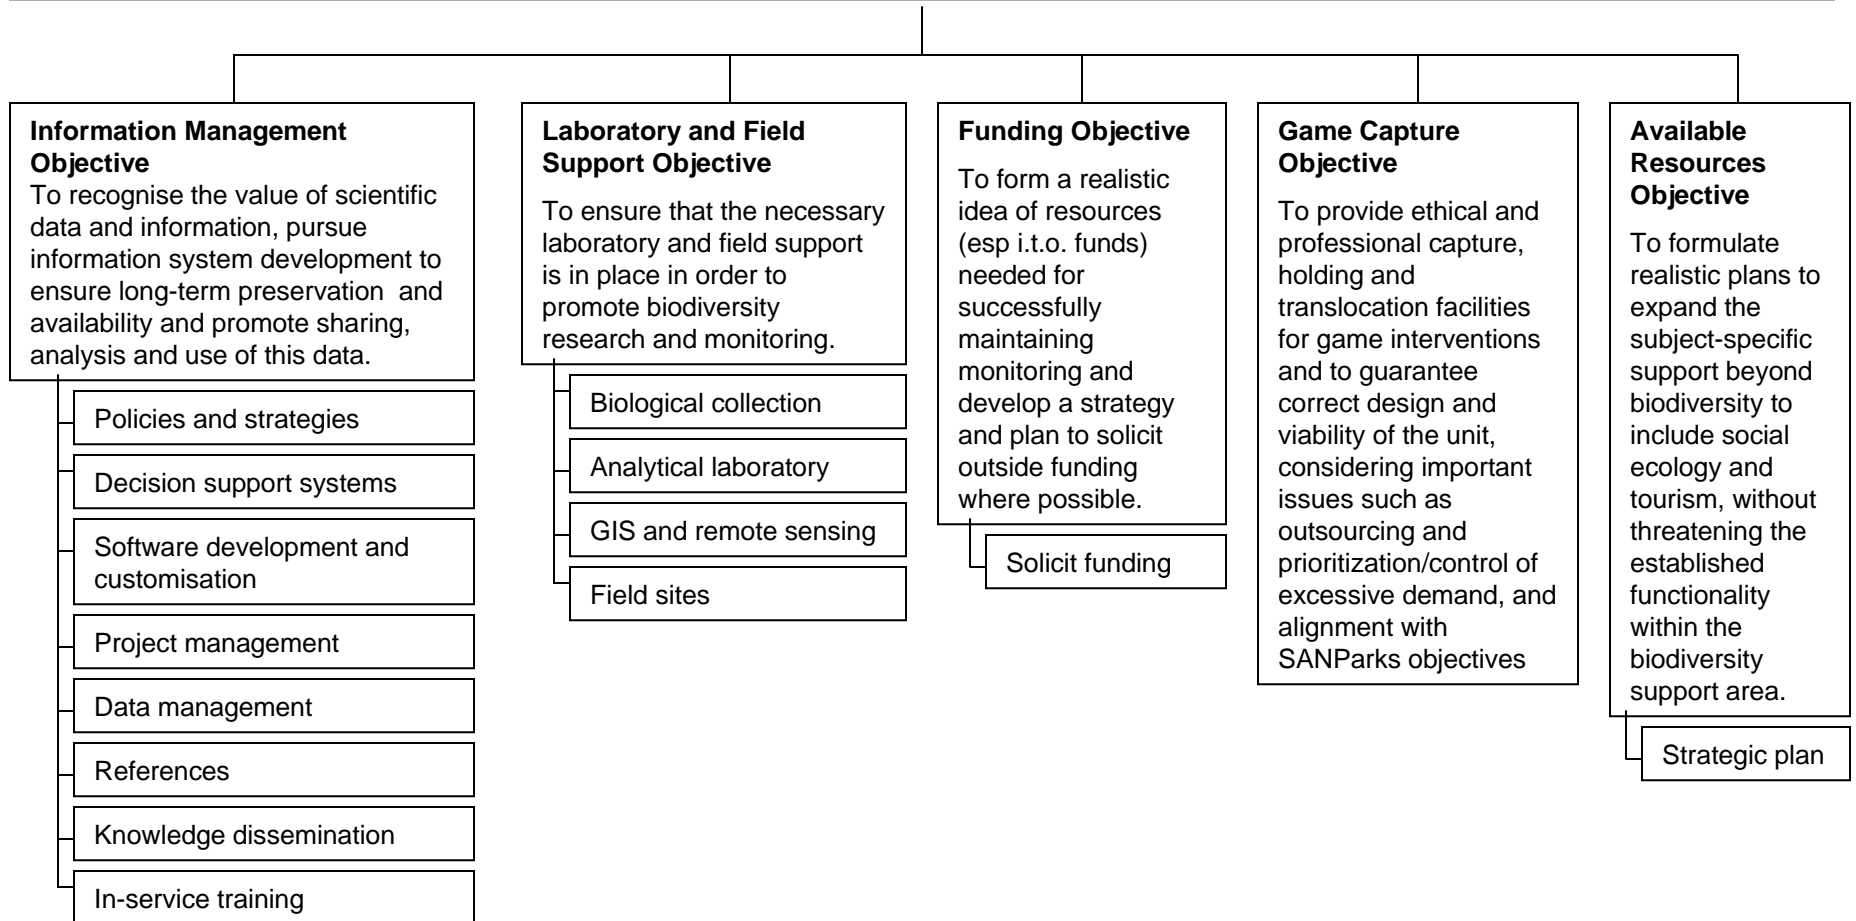 Information Management
Objective
To recognise the value of scientific
data and information, pursue
information system development to
ensure long-term preservation  and
availability and promote sharing,
analysis and use of this data.
Policies and strategies
Decision support systems
Software development and
customisation
Project management
Data management
References
Knowledge dissemination
In-service training
Laboratory and Field
Support Objective
To ensure that the necessary
laboratory and field support
is in place in order to
promote biodiversity
research and monitoring.
Biological collection
Analytical laboratory
GIS and remote sensing
Field sites
Funding Objective
To form a realistic
idea of resources
(esp i.t.o. funds)
needed for
successfully
maintaining
monitoring and
develop a strategy
and plan to solicit
outside funding
where possible.
Solicit funding
Game Capture
Objective
To provide ethical and
professional capture,
holding and
translocation facilities
for game interventions
and to guarantee
correct design and
viability of the unit,
considering important
issues such as
outsourcing and
prioritization/control of
excessive demand, and
alignment with
SANParks objectives
Available
Resources
Objective
To formulate
realistic plans to
expand the
subject-specific
support beyond
biodiversity to
include social
ecology and
tourism, without
threatening the
established
functionality
within the
biodiversity
support area.
Strategic plan